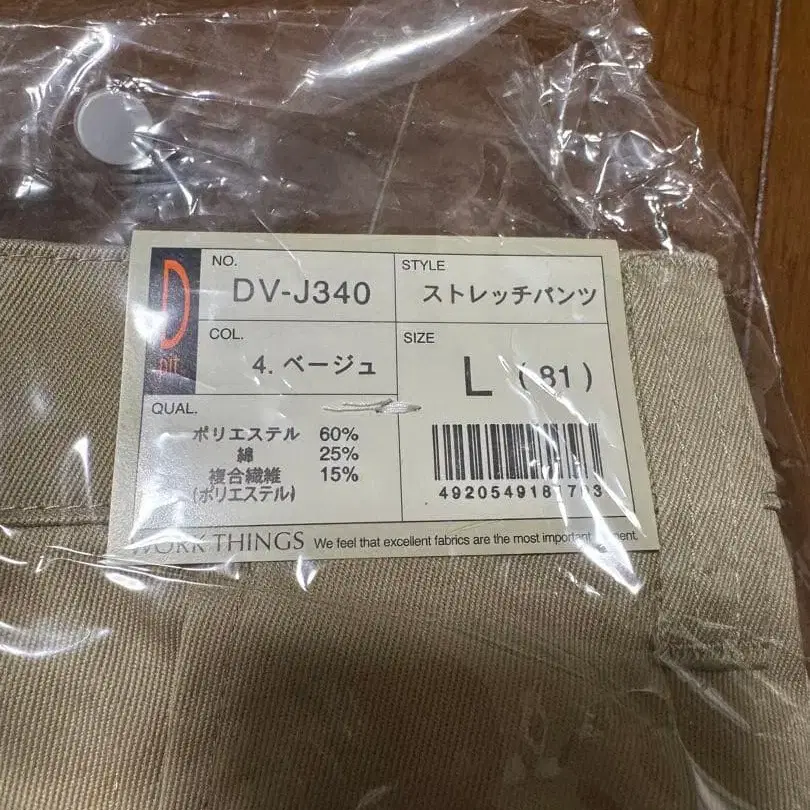 D
NO.
DV-J340
STYLE
ストレッチパンツ
COL.
4. ベージュ
SIZE
L ( 81 )
QUAL.
ポリエステル 60%
綿 25%
複合繊維 15%
(ポリエステル)
WORK THINGS We feel that excellent fabrics are the most important